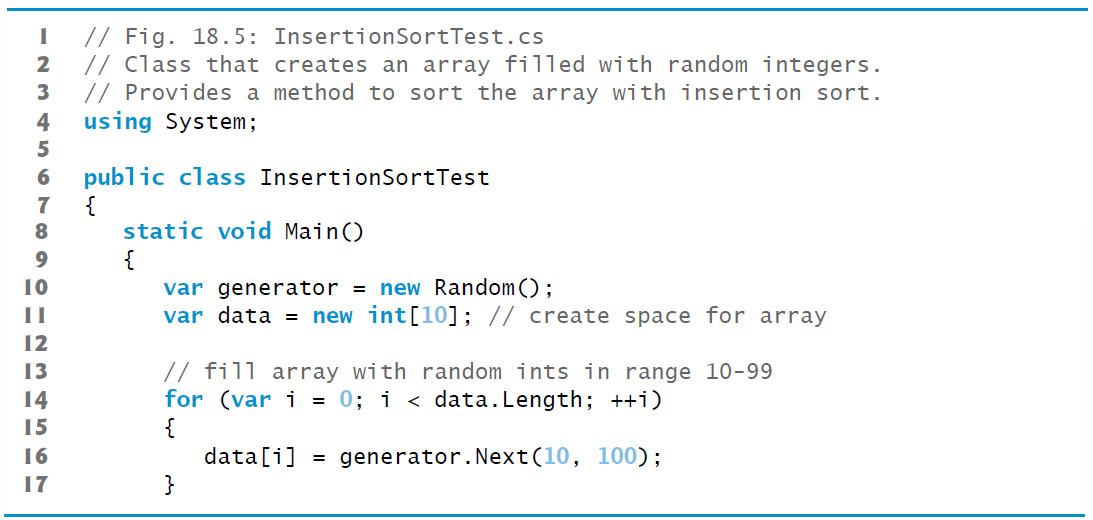 1 // Fig. 18.5: InsertionSortTest.cs
2 // Class that creates an array filled with random integers.
3 // Provides a method to sort the array with insertion sort.
4 using System;
5
6 public class InsertionSortTest
7 {
8 static void Main()
9 {
10 var generator = new Random();
11 var data = new int[10]; // create space for array
12
13 // fill array with random ints in range 10-99
14 for (var i = 0; i < data.Length; ++i)
15 {
16 data[i] = generator.Next(10, 100);
17 }